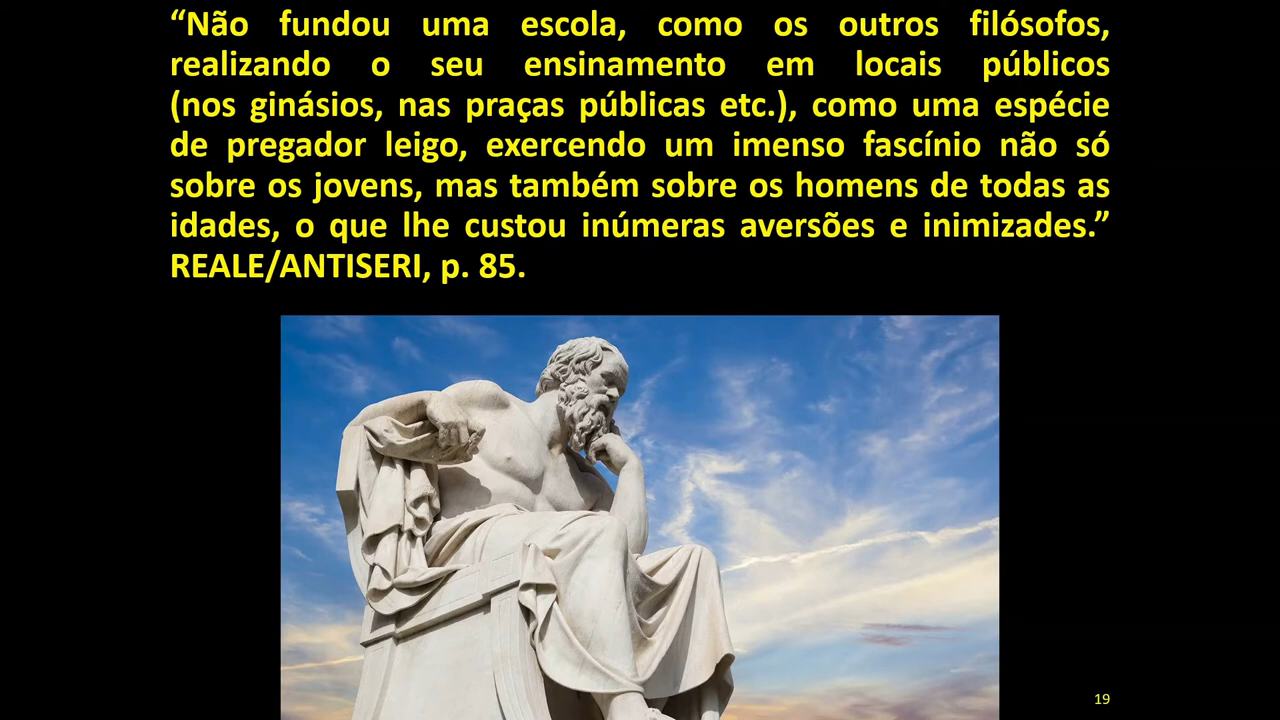 “Não fundou uma escola, como os outros filósofos,
realizando o seu ensinamento em locais públicos
(nos ginásios, nas praças públicas etc.), como uma espécie
de pregador leigo, exercendo um imenso fascínio não só
sobre os jovens, mas também sobre os homens de todas as
idades, o que lhe custou inúmeras aversões e inimizades.”
REALE/ANTISERI, p. 85.
19